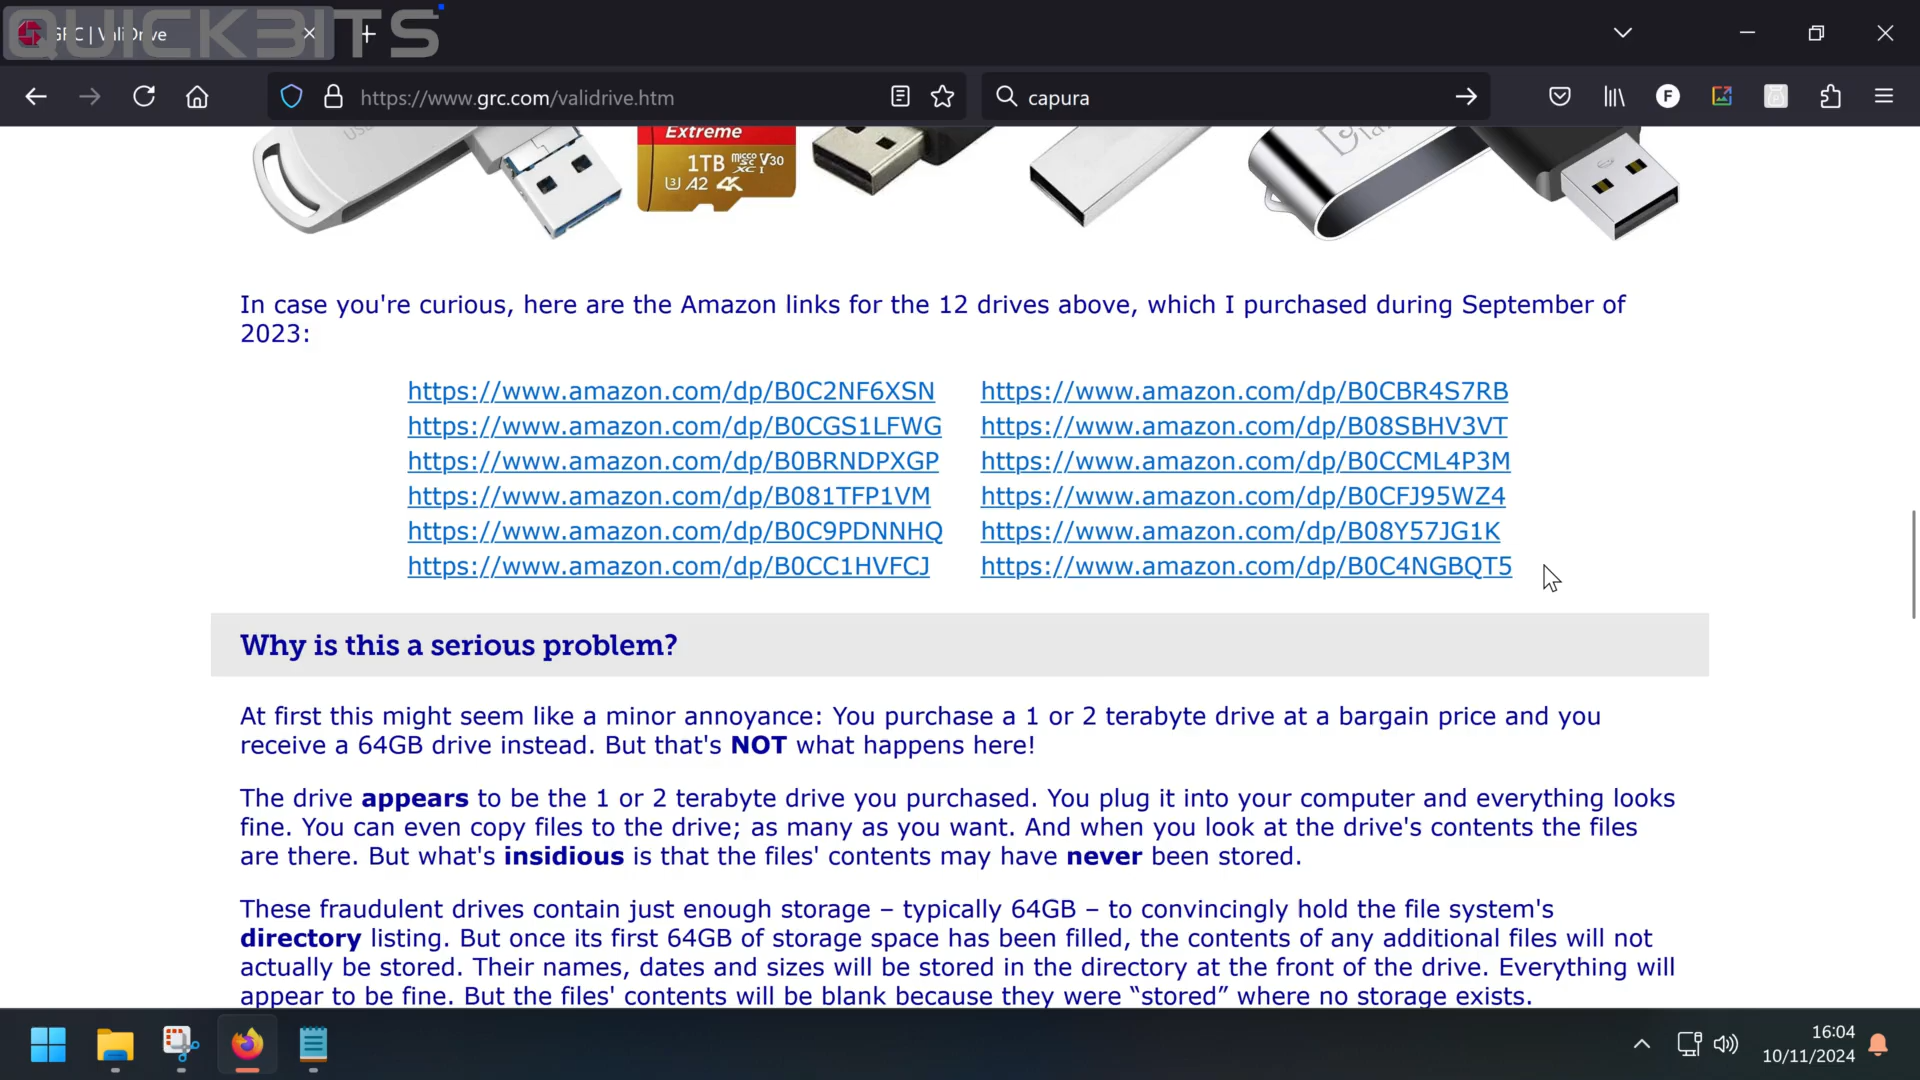 QUICKBITS
GRC | ValiDrive
https://www.grc.com/validrive.htm
capura
F
Extreme
1TB micro SD XC I V30
U3 A2 4K
In case you're curious, here are the Amazon links for the 12 drives above, which I purchased during September of
2023:
https://www.amazon.com/dp/B0C2NF6XSN https://www.amazon.com/dp/B0CBR4S7RB
https://www.amazon.com/dp/B0CGS1LFWG https://www.amazon.com/dp/B08SBHV3VT
https://www.amazon.com/dp/B0BRNDPXGP https://www.amazon.com/dp/B0CCML4P3M
https://www.amazon.com/dp/B081TFP1VM https://www.amazon.com/dp/B0CFJ95WZ4
https://www.amazon.com/dp/B0C9PDNNHQ https://www.amazon.com/dp/B08Y57JG1K
https://www.amazon.com/dp/B0CC1HVFCJ https://www.amazon.com/dp/B0C4NGBQT5
Why is this a serious problem?
At first this might seem like a minor annoyance: You purchase a 1 or 2 terabyte drive at a bargain price and you
receive a 64GB drive instead. But that's NOT what happens here!
The drive appears to be the 1 or 2 terabyte drive you purchased. You plug it into your computer and everything looks
fine. You can even copy files to the drive; as many as you want. And when you look at the drive's contents the files
are there. But what's insidious is that the files' contents may have never been stored.
These fraudulent drives contain just enough storage – typically 64GB – to convincingly hold the file system's
directory listing. But once its first 64GB of storage space has been filled, the contents of any additional files will not
actually be stored. Their names, dates and sizes will be stored in the directory at the front of the drive. Everything will
appear to be fine. But the files' contents will be blank because they were “stored” where no storage exists.
16:04
10/11/2024